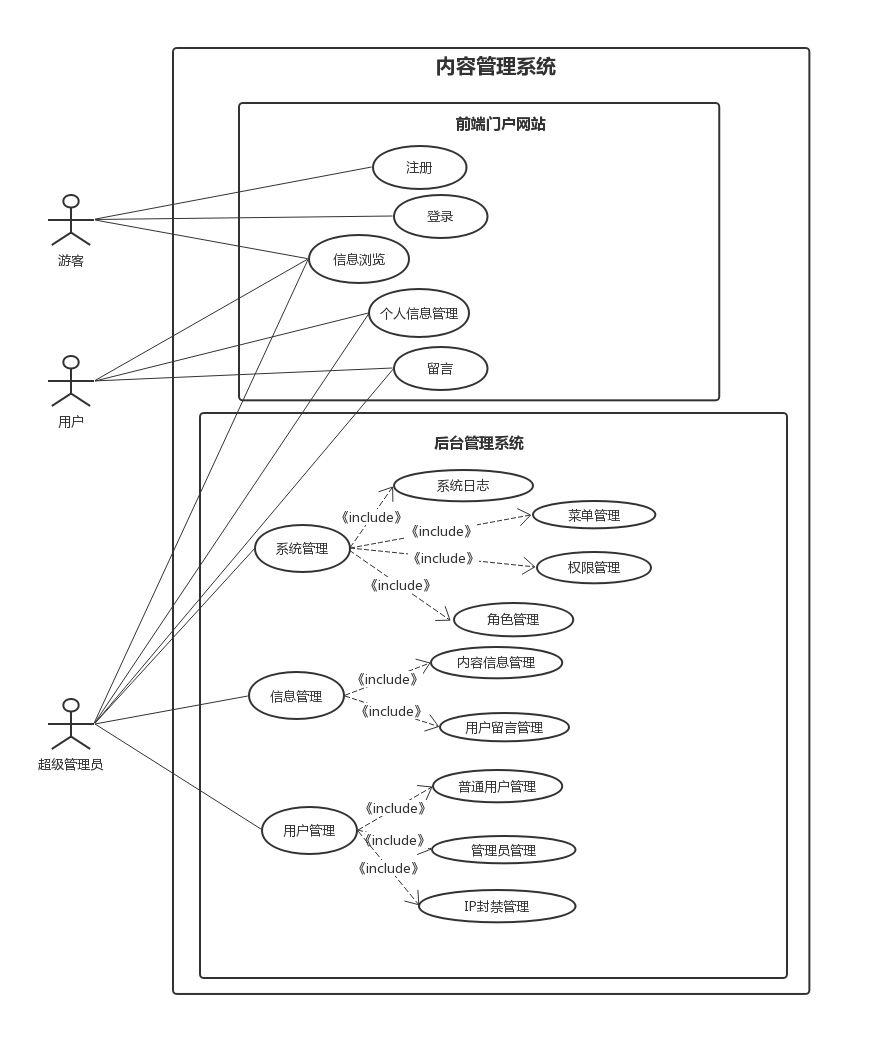 内容管理系统
前端门户网站
注册
登录
游客
信息浏览
个人信息管理
留言
用户
后台管理系统
系统日志
《include》
菜单管理
《include》
系统管理
《include》
权限管理
《include》
角色管理
内容信息管理
《include》
信息管理
《include》
用户留言管理
超级管理员
普通用户管理
《include》
用户管理
《include》
管理员管理
《include》
IP封禁管理